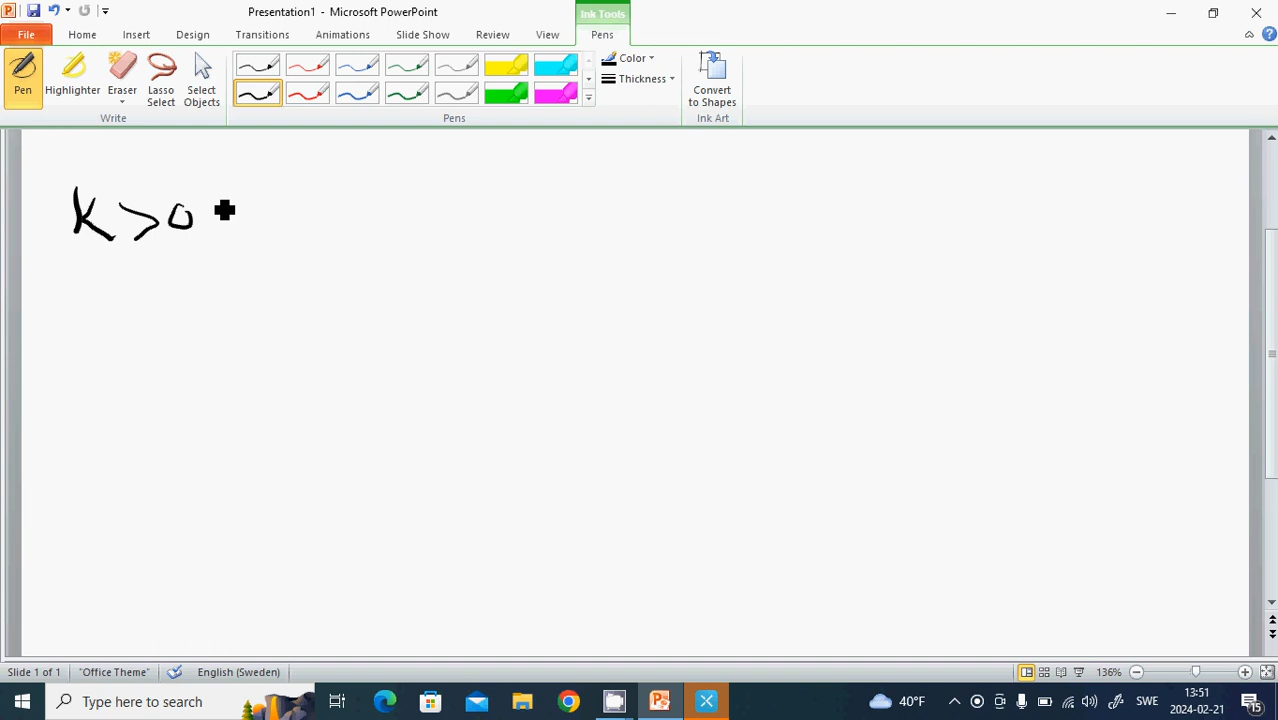 Presentation1 - Microsoft PowerPoint
Ink Tools
File Home Insert Design Transitions Animations Slide Show Review View Pens
Pen Highlighter Eraser Lasso Select Select Objects
Color
Thickness
Convert to Shapes
Write Pens Ink Art
K > 0
Slide 1 of 1 "Office Theme" English (Sweden) 136%
Type here to search 40°F SWE 13:51 2024-02-21 15